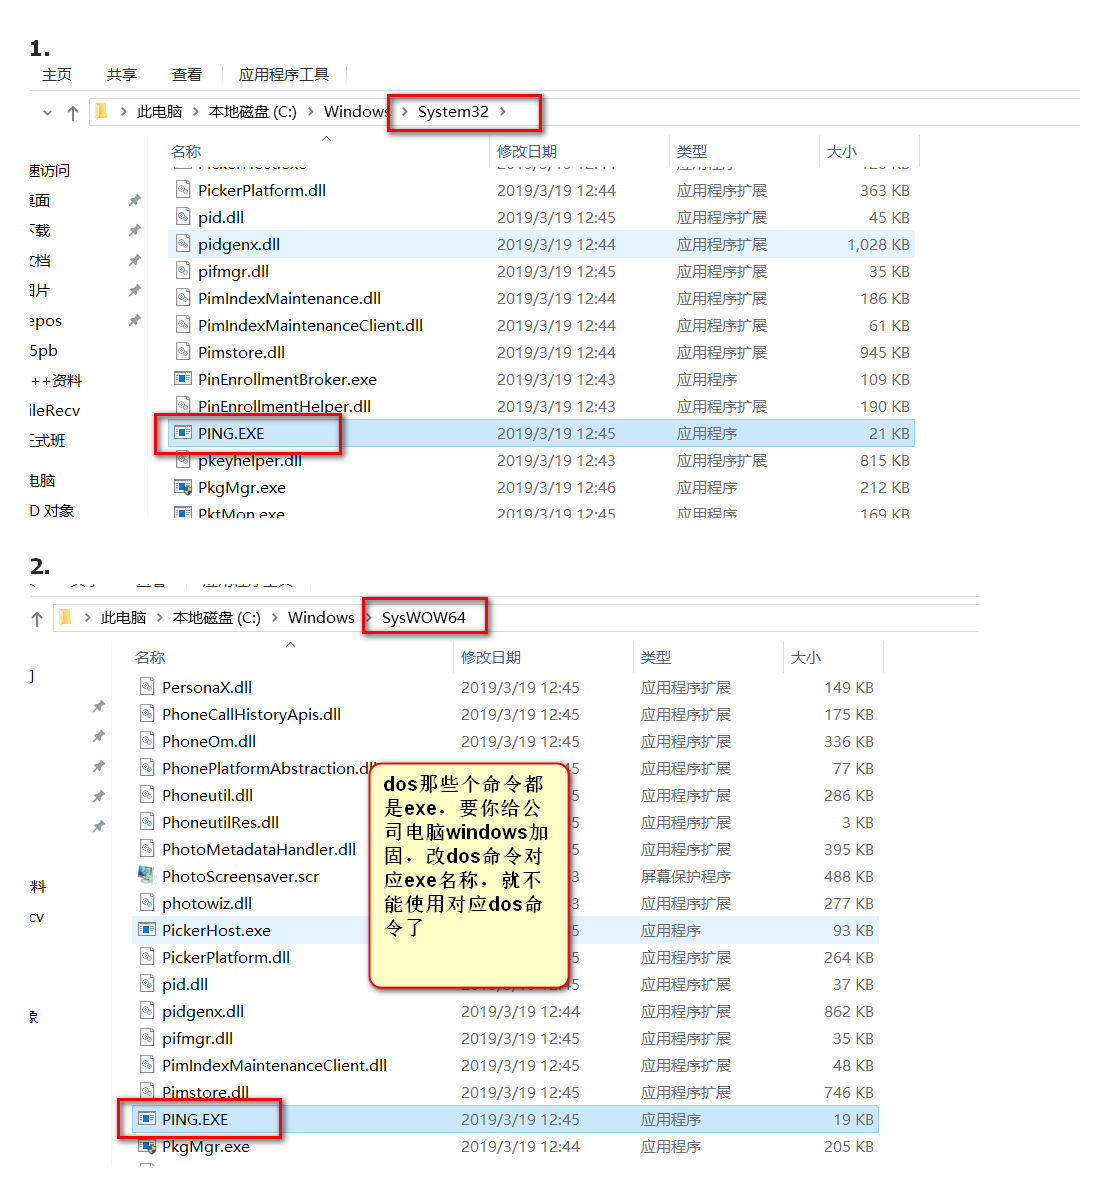 1.
主页 共享 查看 应用程序工具
此电脑 > 本地磁盘 (C:) > Windows > System32 >
名称 修改日期 类型 大小
速访问
PickerPlatform.dll 2019/3/19 12:44 应用程序扩展 363 KB
桌面
pid.dll 2019/3/19 12:45 应用程序扩展 45 KB
下载
pidgenx.dll 2019/3/19 12:44 应用程序扩展 1,028 KB
文档
pifmgr.dll 2019/3/19 12:45 应用程序扩展 35 KB
图片
PimIndexMaintenance.dll 2019/3/19 12:44 应用程序扩展 186 KB
epos
PimIndexMaintenanceClient.dll 2019/3/19 12:44 应用程序扩展 61 KB
5pb
Pimstore.dll 2019/3/19 12:44 应用程序扩展 945 KB
++资料
PinEnrollmentBroker.exe 2019/3/19 12:43 应用程序 109 KB
ileRecv
PinEnrollmentHelper.dll 2019/3/19 12:43 应用程序扩展 190 KB
正式班
PING.EXE 2019/3/19 12:45 应用程序 21 KB
pkeyhelper.dll 2019/3/19 12:43 应用程序扩展 815 KB
电脑
PkgMgr.exe 2019/3/19 12:46 应用程序 212 KB
D 对象
PktMon.exe 2019/3/19 12:45 应用程序 169 KB
2.
此电脑 > 本地磁盘 (C:) > Windows > SysWOW64
名称 修改日期 类型 大小
PersonaX.dll 2019/3/19 12:45 应用程序扩展 149 KB
PhoneCallHistoryApis.dll 2019/3/19 12:45 应用程序扩展 175 KB
PhoneOm.dll 2019/3/19 12:45 应用程序扩展 336 KB
PhonePlatformAbstraction.dll 5 应用程序扩展 77 KB
Phoneutil.dll 5 应用程序扩展 286 KB
PhoneutilRes.dll 5 应用程序扩展 3 KB
PhotoMetadataHandler.dll 5 应用程序扩展 395 KB
PhotoScreensaver.scr 3 屏幕保护程序 488 KB
料
photowiz.dll 3 应用程序扩展 277 KB
cv
PickerHost.exe 5 应用程序 93 KB
PickerPlatform.dll 5 应用程序扩展 264 KB
pid.dll 2019/3/19 12:45 应用程序扩展 37 KB
pidgenx.dll 2019/3/19 12:44 应用程序扩展 862 KB
象
pifmgr.dll 2019/3/19 12:45 应用程序扩展 35 KB
PimIndexMaintenanceClient.dll 2019/3/19 12:45 应用程序扩展 48 KB
Pimstore.dll 2019/3/19 12:45 应用程序扩展 746 KB
PING.EXE 2019/3/19 12:45 应用程序 19 KB
PkgMgr.exe 2019/3/19 12:44 应用程序 205 KB
dos那些个命令都
是exe，要你给公
司电脑windows加
固，改dos命令对
应exe名称，就不
能使用对应dos命
令了